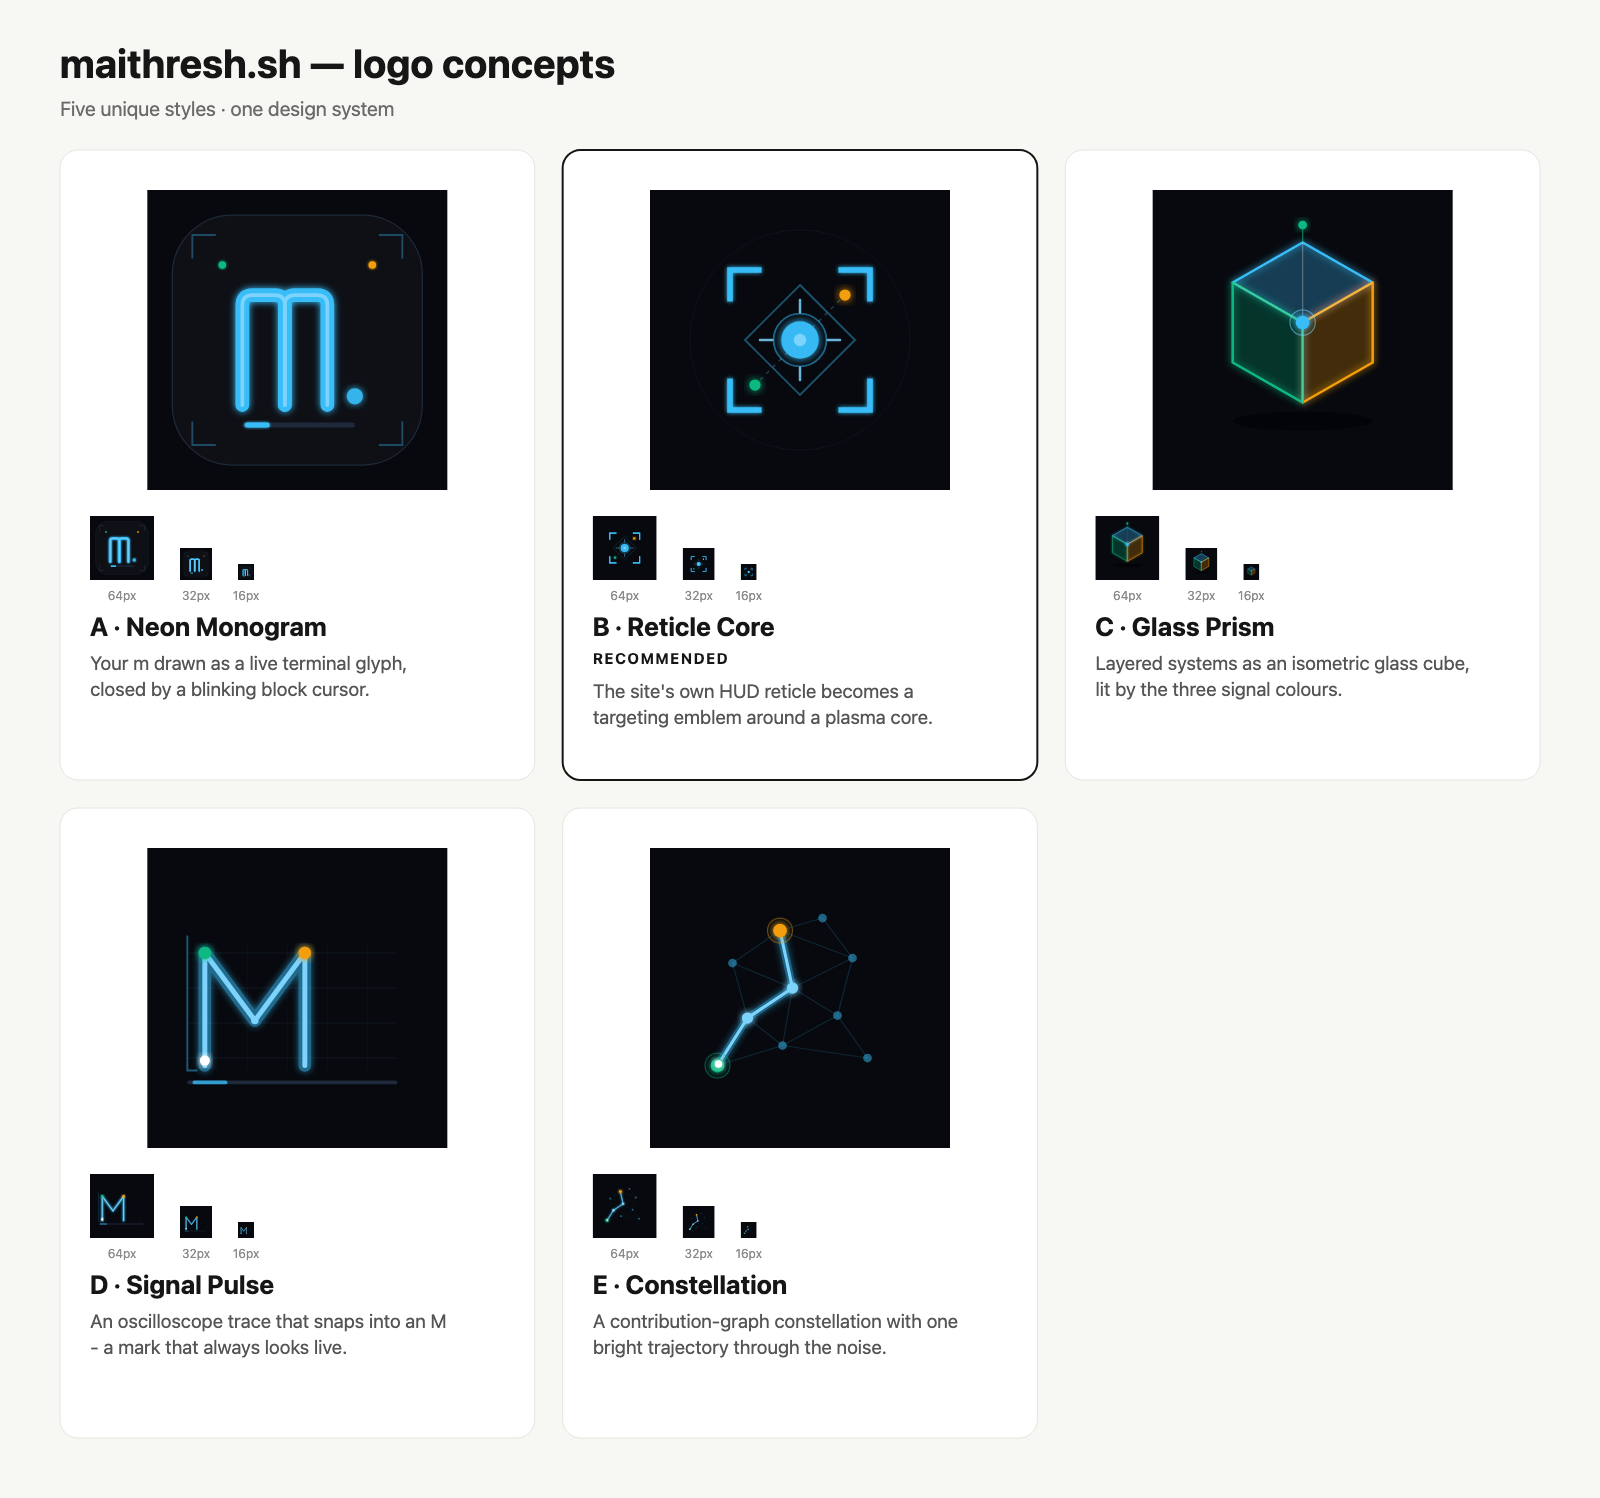 maithresh.sh — logo concepts
Five unique styles · one design system
m.
64px 32px 16px
A · Neon Monogram
Your m drawn as a live terminal glyph,
closed by a blinking block cursor.
64px 32px 16px
B · Reticle Core
RECOMMENDED
The site's own HUD reticle becomes a
targeting emblem around a plasma core.
64px 32px 16px
C · Glass Prism
Layered systems as an isometric glass cube,
lit by the three signal colours.
M
64px 32px 16px
D · Signal Pulse
An oscilloscope trace that snaps into an M
- a mark that always looks live.
64px 32px 16px
E · Constellation
A contribution-graph constellation with one
bright trajectory through the noise.